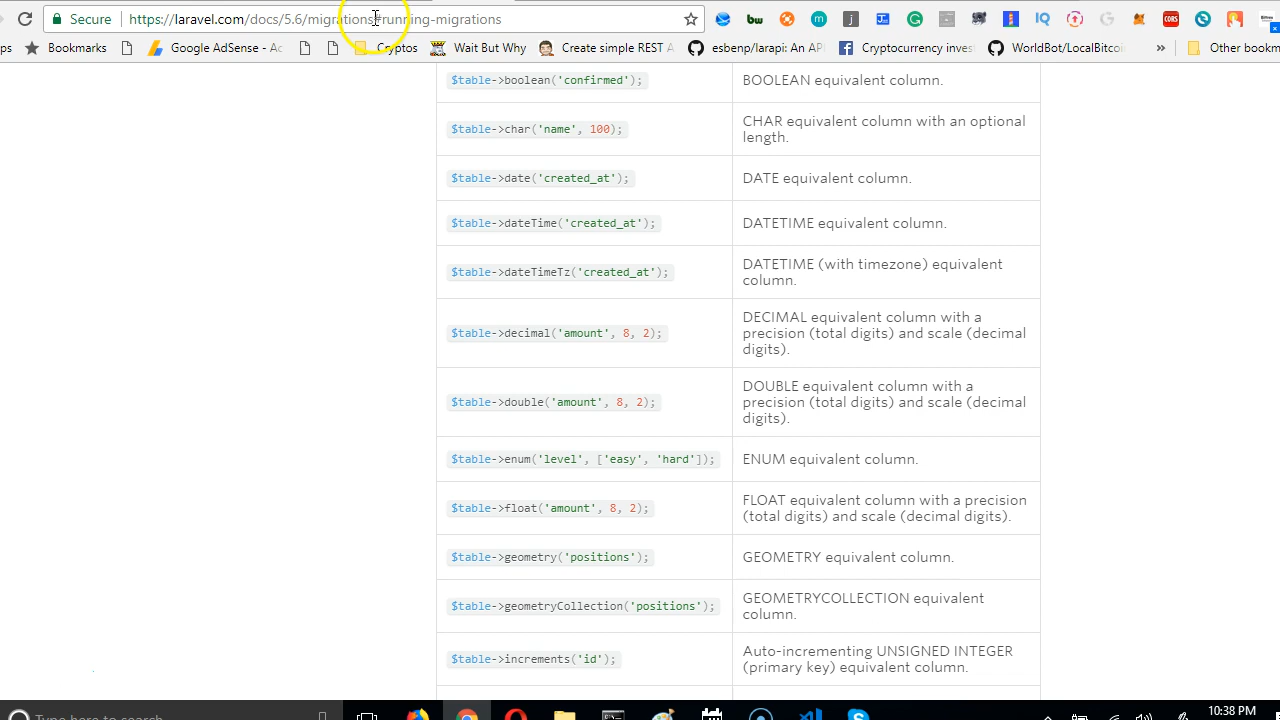 Secure https://laravel.com/docs/5.6/migrations#running-migrations
Bookmarks Google AdSense - Ac Cryptos Wait But Why Create simple REST A esbenp/larapi: An AP Cryptocurrency inves WorldBot/LocalBitcoi » Other bookm
$table->boolean('confirmed'); BOOLEAN equivalent column.
$table->char('name', 100); CHAR equivalent column with an optional
length.
$table->date('created_at'); DATE equivalent column.
$table->dateTime('created_at'); DATETIME equivalent column.
$table->dateTimeTz('created_at'); DATETIME (with timezone) equivalent
column.
$table->decimal('amount', 8, 2); DECIMAL equivalent column with a
precision (total digits) and scale (decimal
digits).
$table->double('amount', 8, 2); DOUBLE equivalent column with a
precision (total digits) and scale (decimal
digits).
$table->enum('level', ['easy', 'hard']); ENUM equivalent column.
$table->float('amount', 8, 2); FLOAT equivalent column with a precision
(total digits) and scale (decimal digits).
$table->geometry('positions'); GEOMETRY equivalent column.
$table->geometryCollection('positions'); GEOMETRYCOLLECTION equivalent
column.
$table->increments('id'); Auto-incrementing UNSIGNED INTEGER
(primary key) equivalent column.
Type here to search 10:38 PM